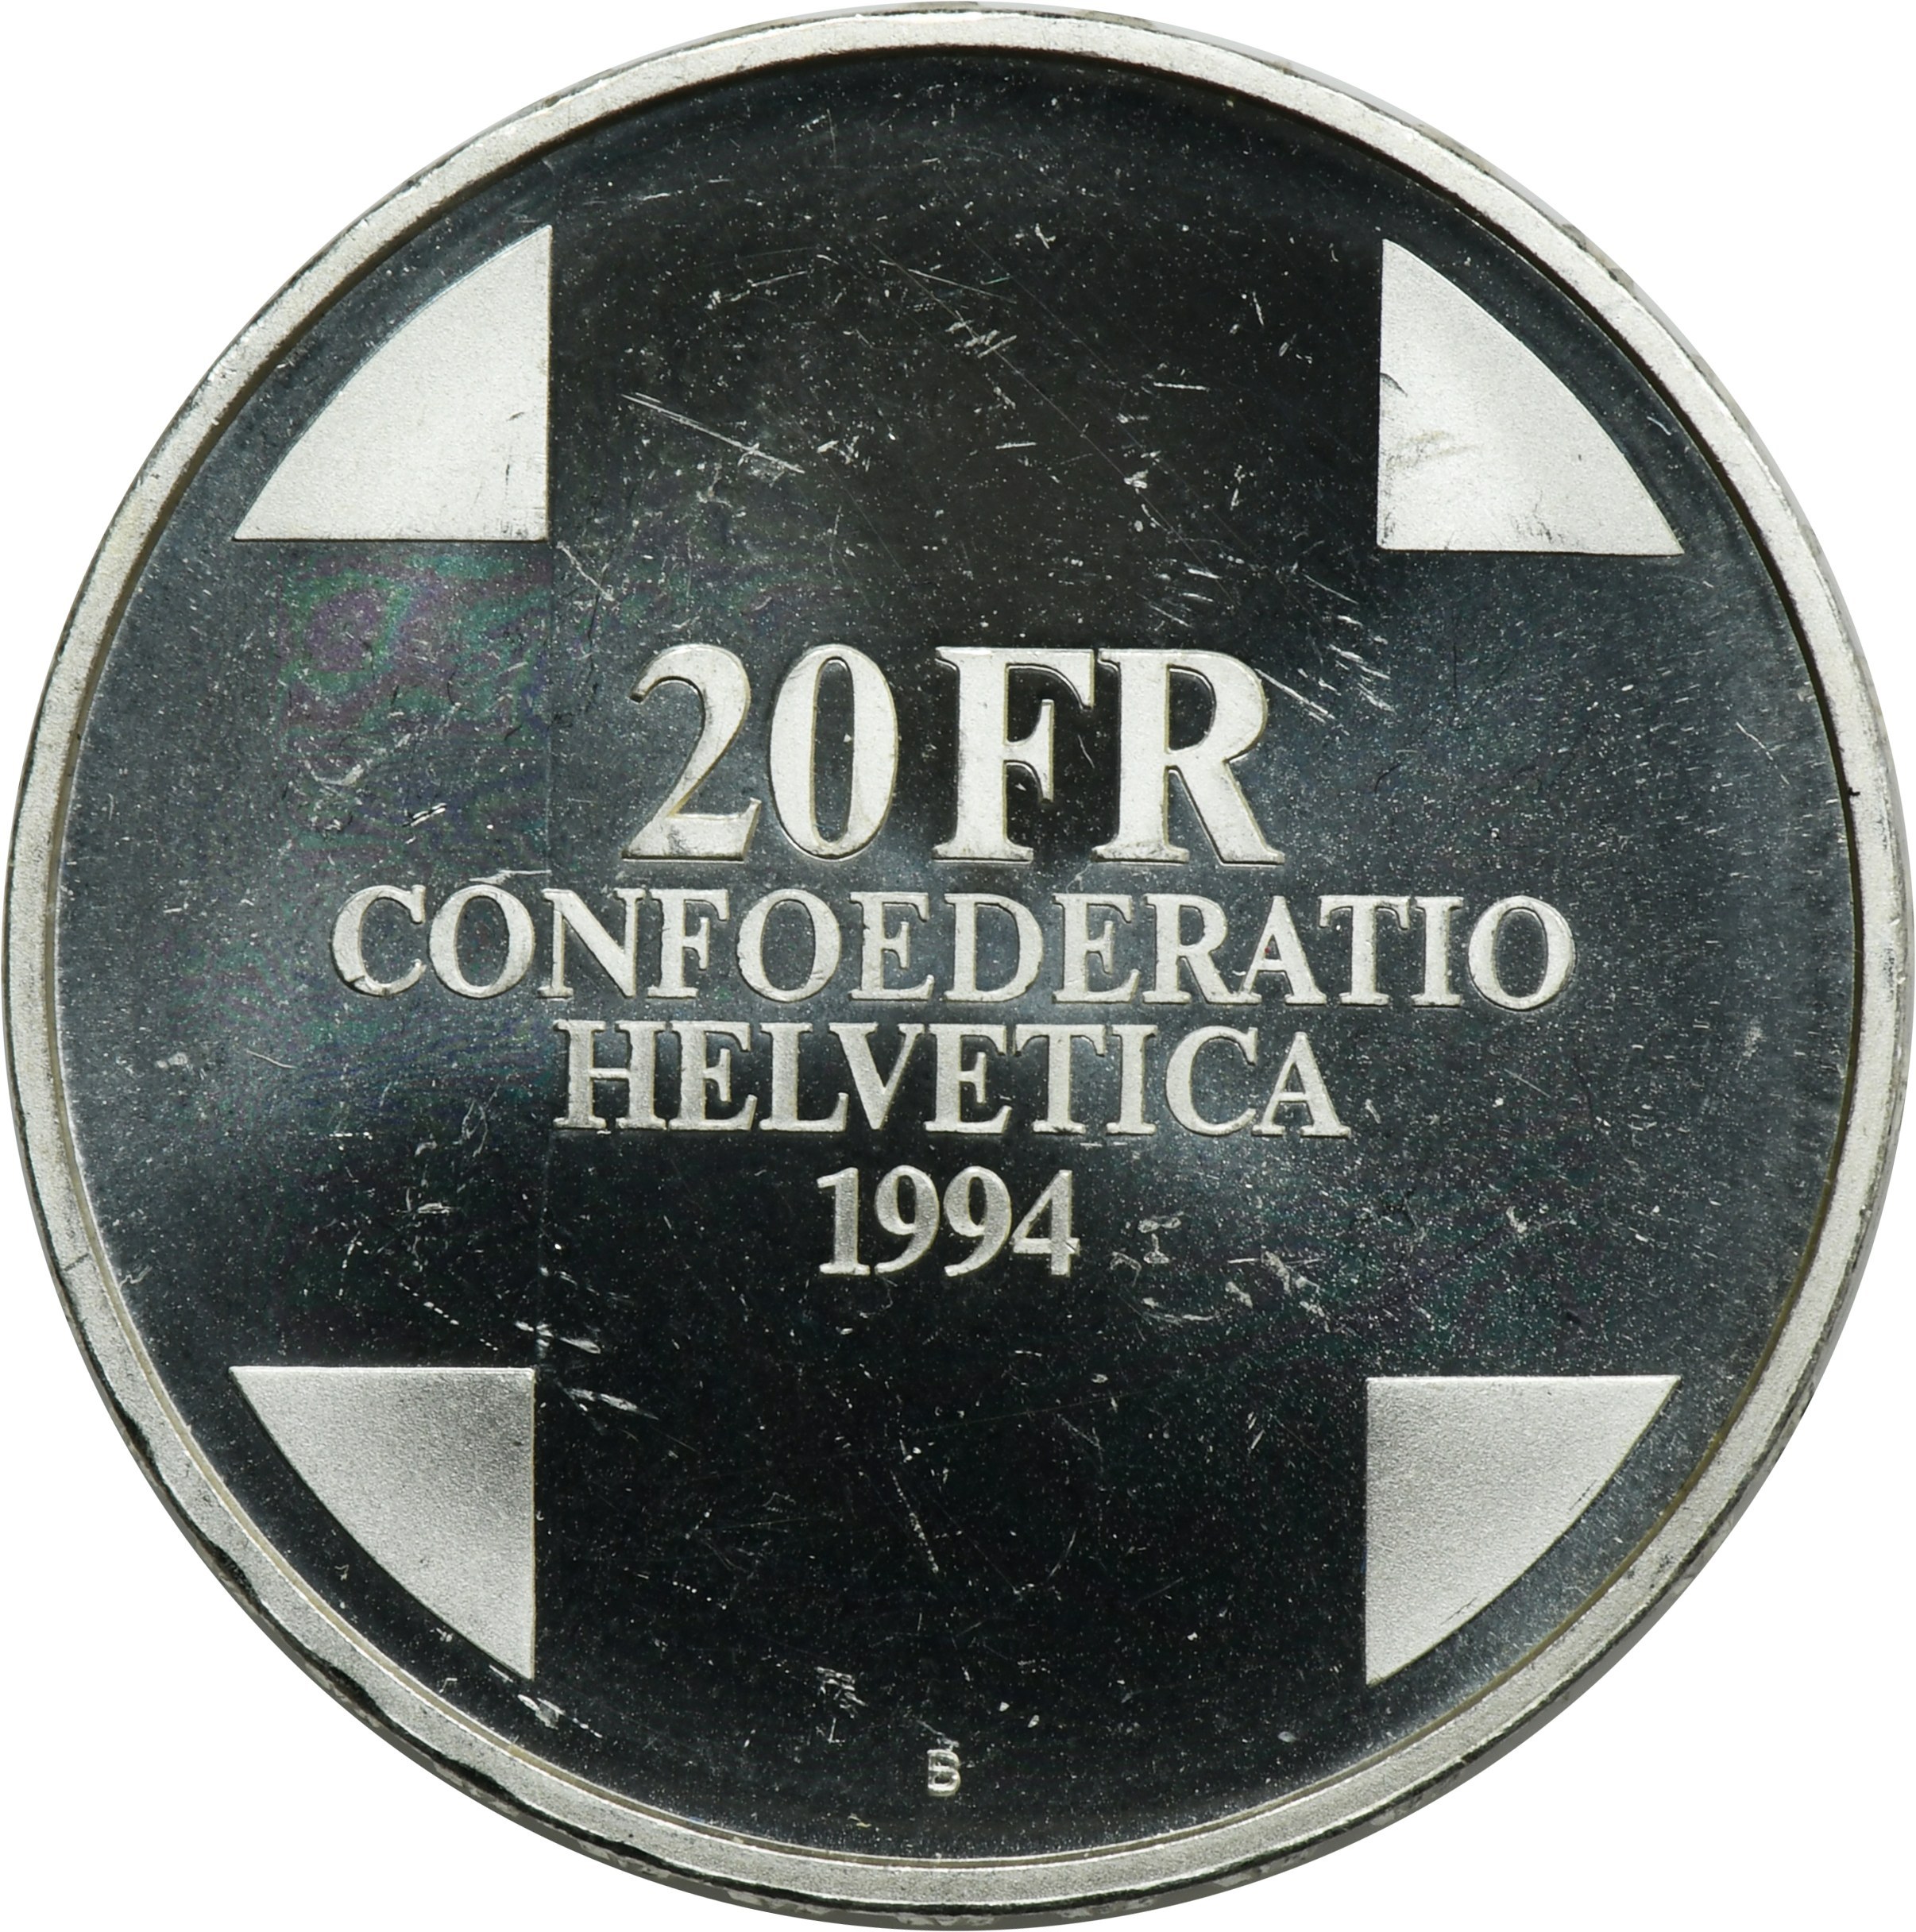 20 FR
CONFOEDERATIO
HELVETICA
1994
B